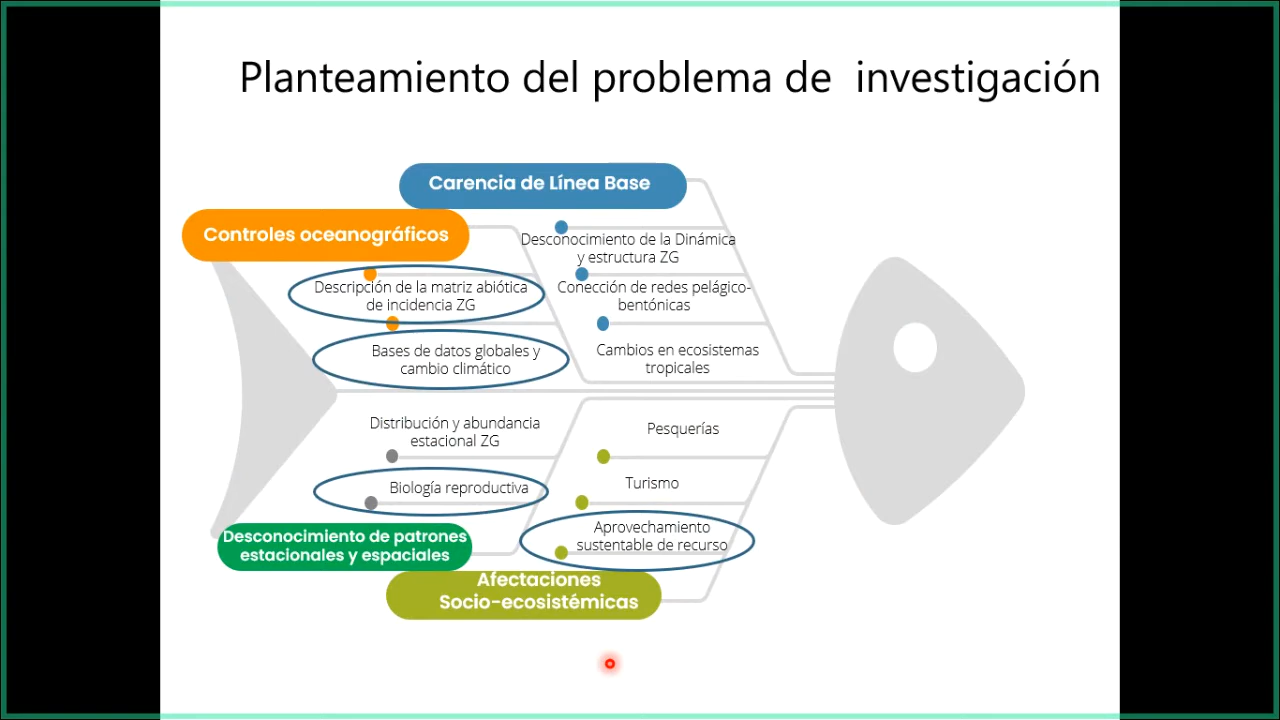 Planteamiento del problema de investigación
Carencia de Línea Base
Controles oceanográficos
Desconocimiento de la Dinámica
y estructura ZG
Descripción de la matriz abiótica
de incidencia ZG
Conección de redes pelágico-
bentónicas
Bases de datos globales y
cambio climático
Cambios en ecosistemas
tropicales
Distribución y abundancia
estacional ZG
Pesquerías
Biología reproductiva
Turismo
Aprovechamiento
sustentable de recurso
Desconocimiento de patrones
estacionales y espaciales
Afectaciones
Socio-ecosistémicas